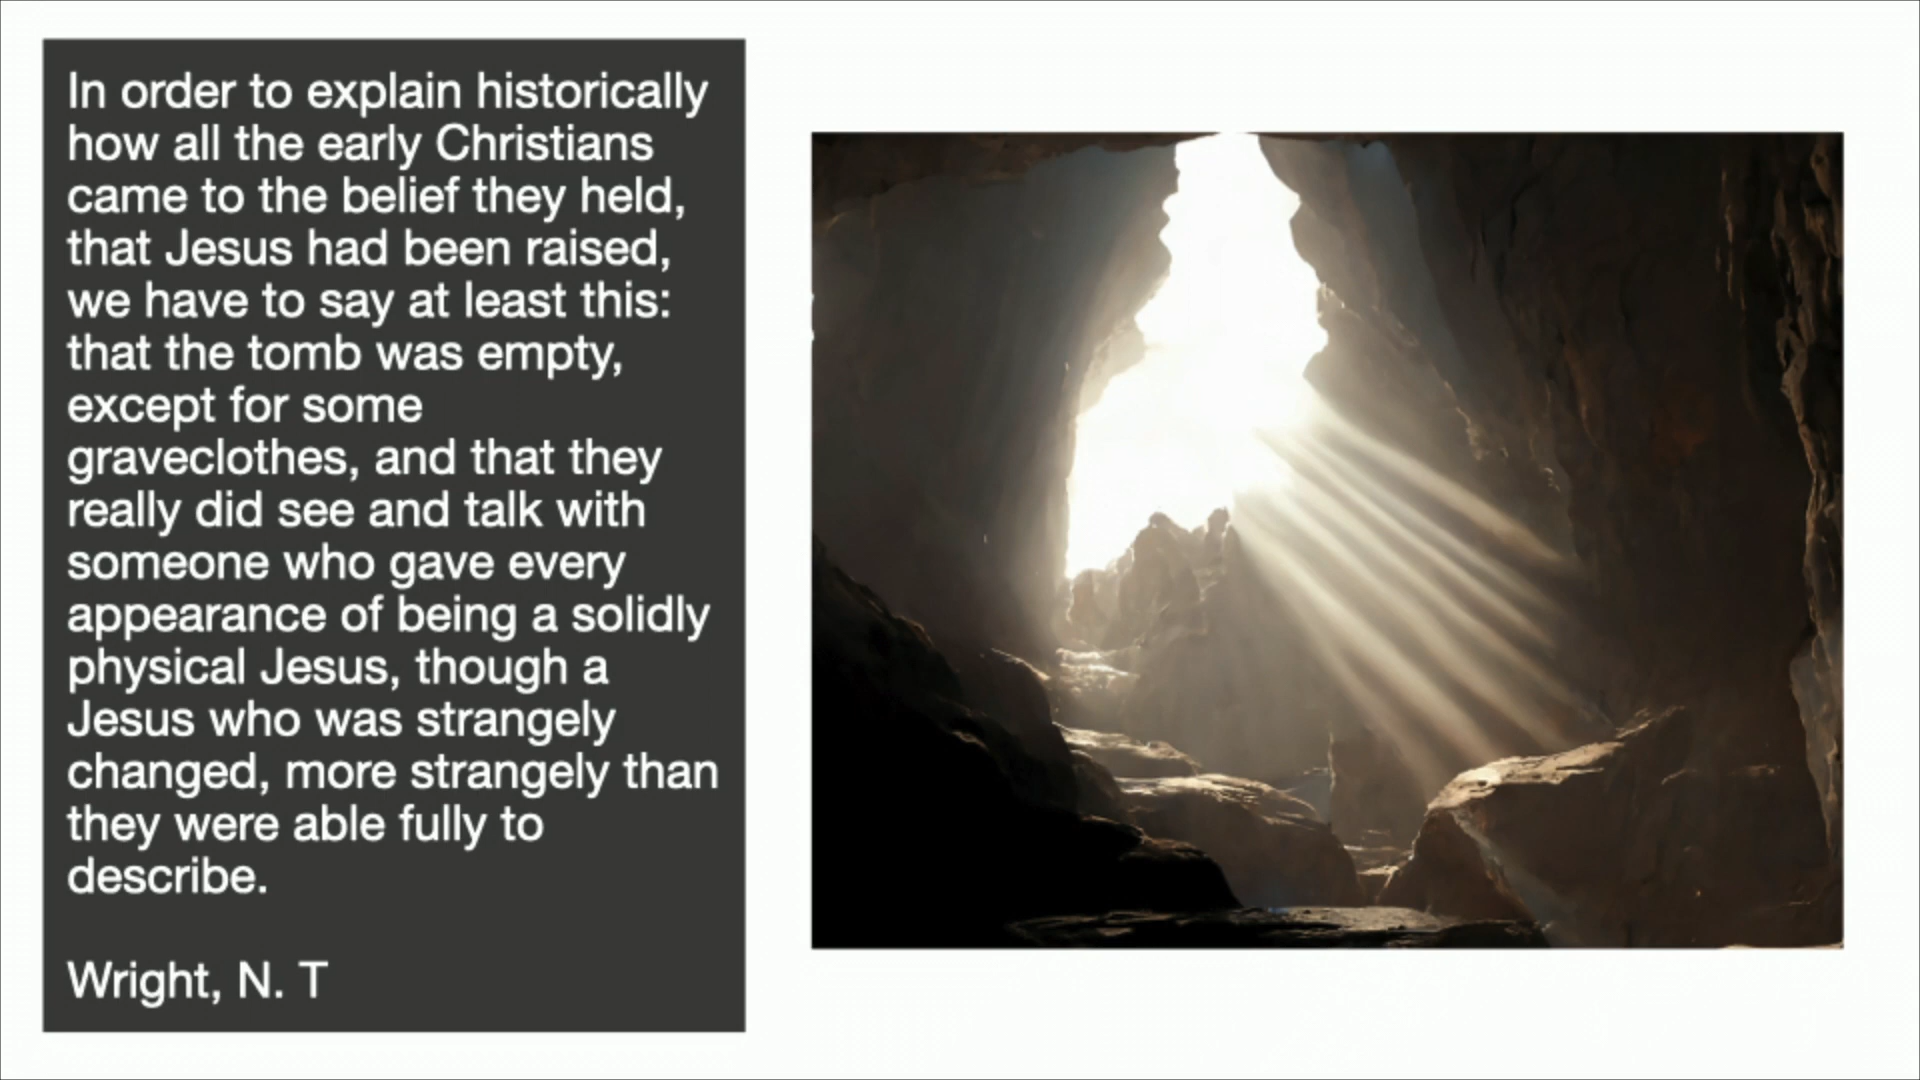 In order to explain historically
how all the early Christians
came to the belief they held,
that Jesus had been raised,
we have to say at least this:
that the tomb was empty,
except for some
graveclothes, and that they
really did see and talk with
someone who gave every
appearance of being a solidly
physical Jesus, though a
Jesus who was strangely
changed, more strangely than
they were able fully to
describe.
Wright, N. T